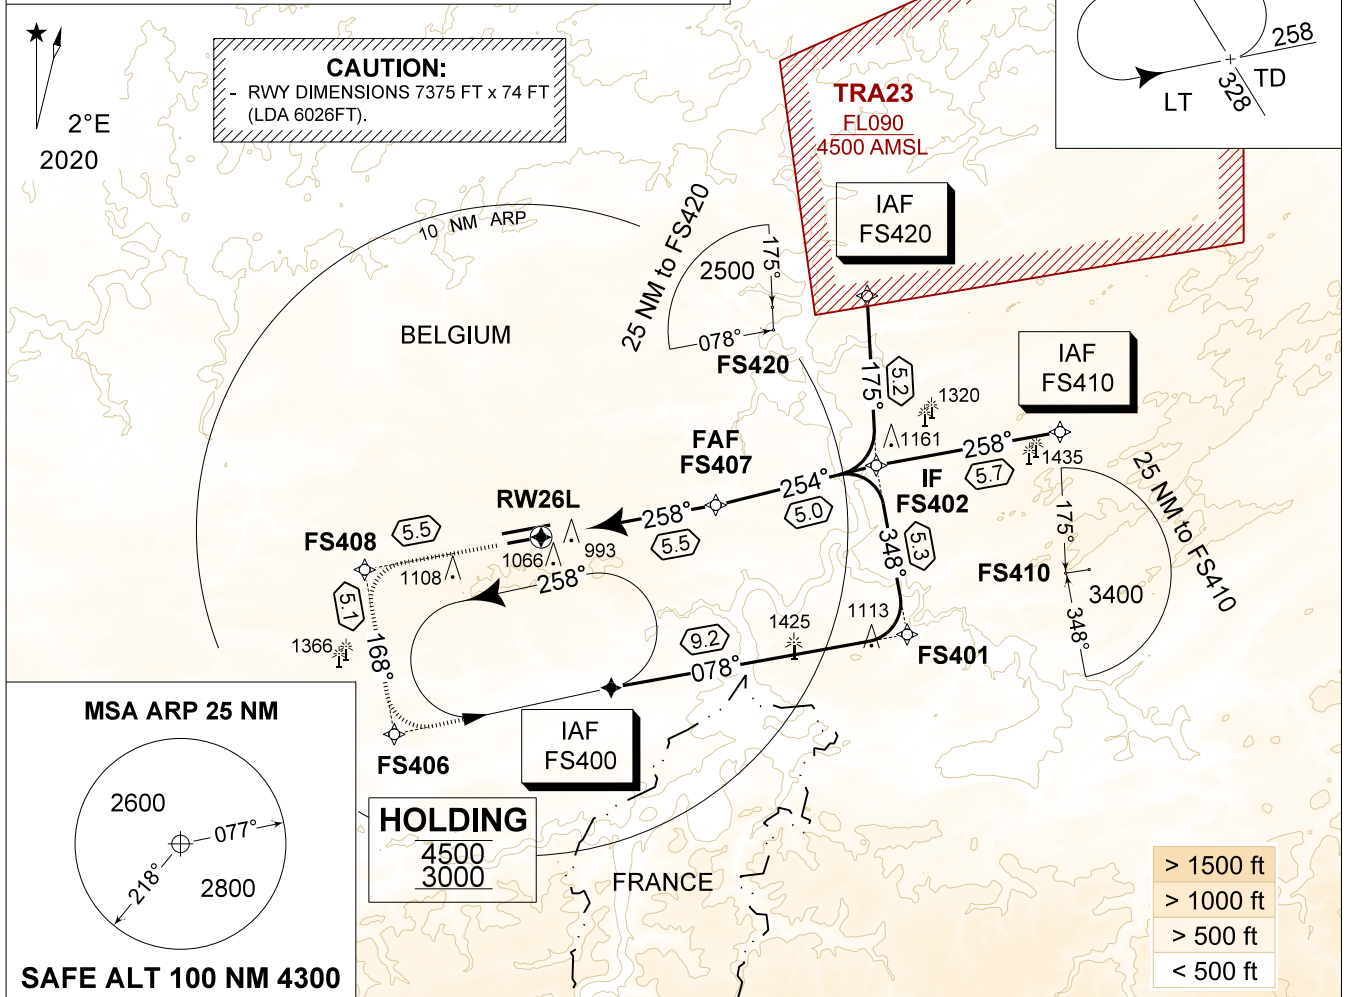 2°E
2020
CAUTION:
- RWY DIMENSIONS 7375 FT x 74 FT
(LDA 6026FT).
258
TD
LT
328
TRA23
FL090
4500 AMSL
IAF
FS420
10 NM ARP
25 NM to FS420
2500
175°
078°
FS420
BELGIUM
5.2
175°
1320
1161
IAF
FS410
258°
5.7
1435
IF
FS402
FAF
FS407
254°
5.0
258°
5.5
RW26L
993
1066
FS408
5.5
1108
258°
5.1
168°
1366
5.3
348°
25 NM to FS410
175°
FS410
3400
348°
1425
1113
9.2
078°
FS401
IAF
FS400
FS406
MSA ARP 25 NM
2600
077°
218°
2800
SAFE ALT 100 NM 4300
HOLDING
4500
3000
FRANCE
> 1500 ft
> 1000 ft
> 500 ft
< 500 ft